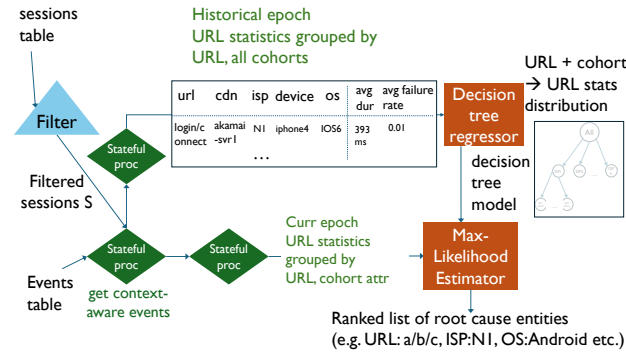 sessions
table
Historical epoch
URL statistics grouped by
URL, all cohorts
URL + cohort
→ URL stats
distribution
Filter
url cdn isp device os avg dur avg failure rate
login/connect akamai-svr1 N1 iphone4 IOS6 393 ms 0.01
...
Decision
tree
regressor
All
Stateful
proc
Filtered
sessions S
decision
tree
model
Stateful
proc
Stateful
proc
Curr epoch
URL statistics
grouped by
URL, cohort attr
Max-
Likelihood
Estimator
Events
table
get context-
aware events
Ranked list of root cause entities
(e.g. URL: a/b/c, ISP:N1, OS:Android etc.)